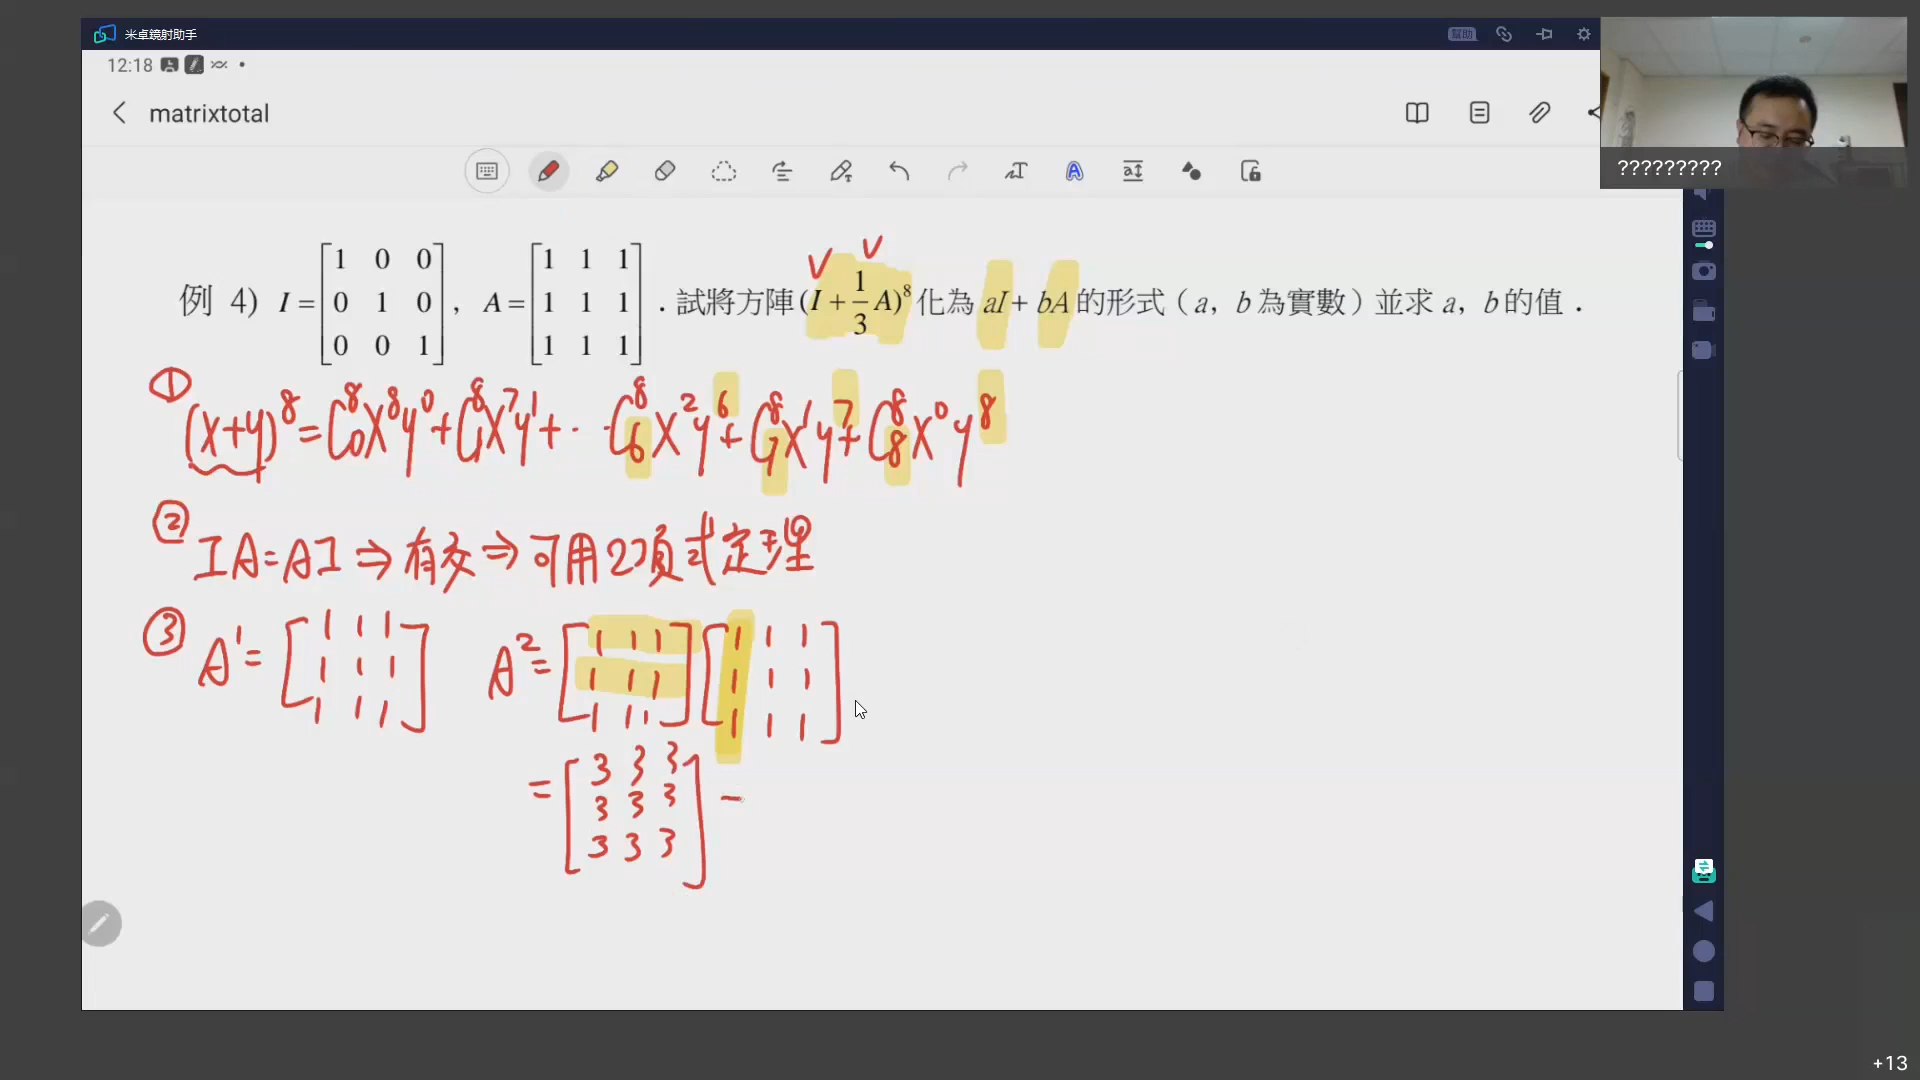 米卓鏡射助手
幫助
12:18
matrixtotal
?????????
例 4) I = [1 0 0; 0 1 0; 0 0 1] , A = [1 1 1; 1 1 1; 1 1 1] . 試將方陣 (I + 1/3 A)^8 化為 aI + bA 的形式（a，b 為實數）並求 a，b 的值．
① (x+y)^8 = C^8_0 x^8 y^0 + C^8_1 x^7 y^1 + ·· · C^8_6 x^2 y^6 + C^8_7 x^1 y^7 + C^8_8 x^0 y^8
② IA = AI ⇒ 有交 ⇒ 可用2項式定理
③ A^1 = [1 1 1; 1 1 1; 1 1 1] A^2 = [1 1 1; 1 1 1; 1 1 1] [1 1 1; 1 1 1; 1 1 1]
= [3 3 3; 3 3 3; 3 3 3] −
+13